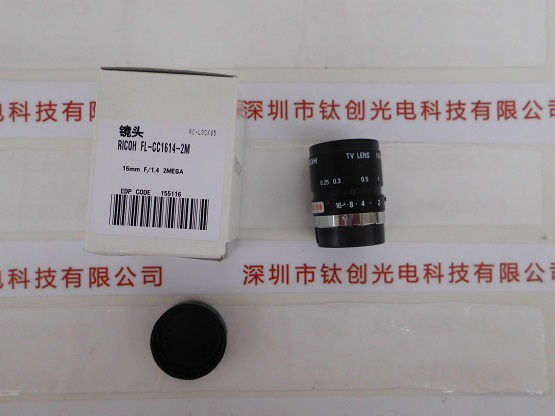 电科技有限公司
深圳市钛创光电科技有限公司
镜头
RC-LOCK85
RICOH FL-CC1614-2M
16mm F/1.4 2MEGA
EDP CODE 155116
TV LENS
0.25 0.3 0.5
16 8 4 2
电科技有限公司
深圳市钛创光电科技有限公司